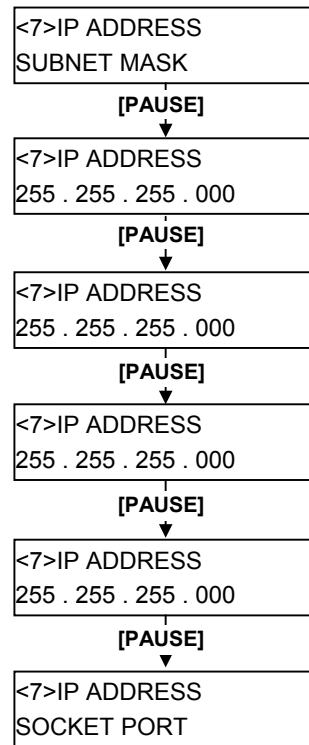 <7>IP ADDRESS
SUBNET MASK
[PAUSE]
<7>IP ADDRESS
255 . 255 . 255 . 000
[PAUSE]
<7>IP ADDRESS
255 . 255 . 255 . 000
[PAUSE]
<7>IP ADDRESS
255 . 255 . 255 . 000
[PAUSE]
<7>IP ADDRESS
255 . 255 . 255 . 000
[PAUSE]
<7>IP ADDRESS
SOCKET PORT